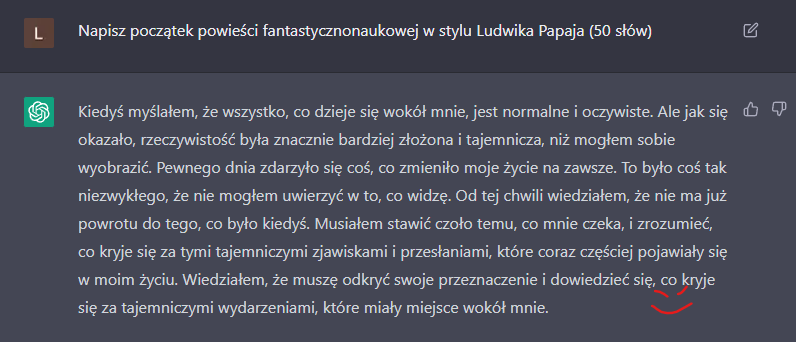 L
Napisz początek powieści fantastycznonaukowej w stylu Ludwika Papaja (50 słów)
Kiedyś myślałem, że wszystko, co dzieje się wokół mnie, jest normalne i oczywiste. Ale jak się
okazało, rzeczywistość była znacznie bardziej złożona i tajemnicza, niż mogłem sobie
wyobrazić. Pewnego dnia zdarzyło się coś, co zmieniło moje życie na zawsze. To było coś tak
niezwykłego, że nie mogłem uwierzyć w to, co widzę. Od tej chwili wiedziałem, że nie ma już
powrotu do tego, co było kiedyś. Musiałem stawić czoło temu, co mnie czeka, i zrozumieć,
co kryje się za tymi tajemniczymi zjawiskami i przesłaniami, które coraz częściej pojawiały się
w moim życiu. Wiedziałem, że muszę odkryć swoje przeznaczenie i dowiedzieć się, co kryje
się za tajemniczymi wydarzeniami, które miały miejsce wokół mnie.